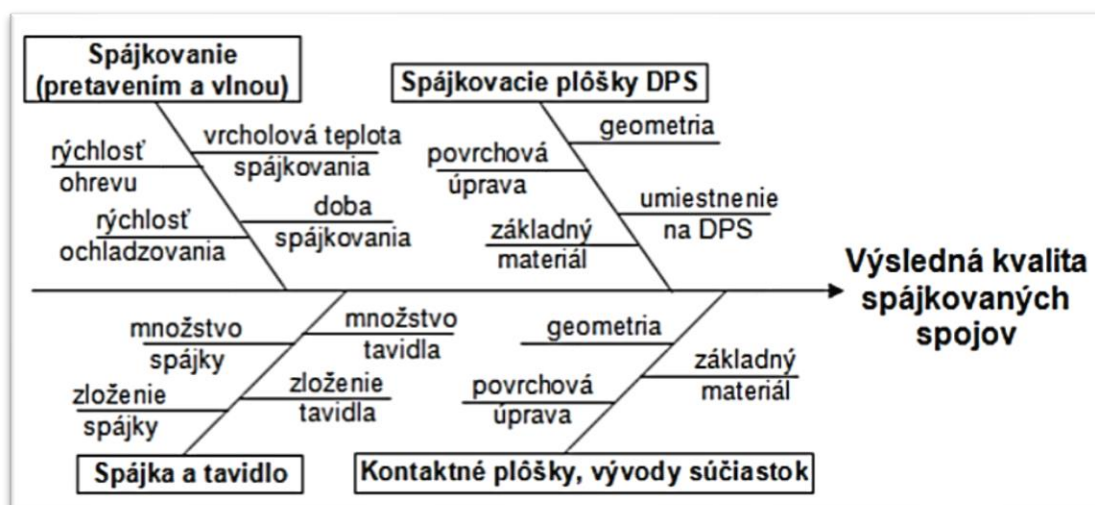 Spájkovanie
(pretavením a vlnou)
Spájkovacie plôšky DPS
rýchlosť
ohrevu
vrcholová teplota
spájkovania
rýchlosť
ochladzovania
doba
spájkovania
povrchová
úprava
geometria
základný
materiál
umiestnenie
na DPS
Výsledná kvalita
spájkovaných
spojov
množstvo
spájky
množstvo
tavidla
zloženie
spájky
zloženie
tavidla
geometria
základný
materiál
povrchová
úprava
Spájka a tavidlo
Kontaktné plôšky, vývody súčiastok